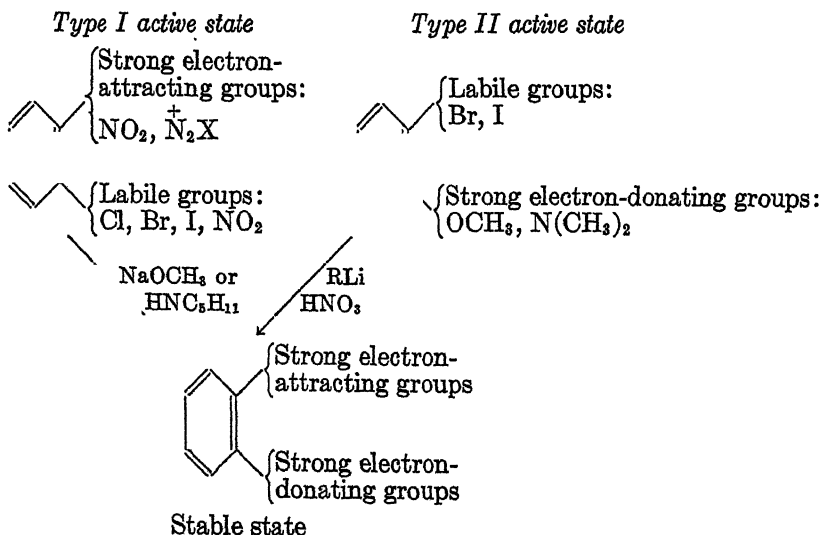 Type I active state
Type II active state
Strong electron-
attracting groups:
NO₂, N⁺₂X
Labile groups:
Br, I
Labile groups:
Cl, Br, I, NO₂
Strong electron-donating groups:
OCH₃, N(CH₃)₂
NaOCH₃ or
HNC₅H₁₁
RLi
HNO₃
Strong electron-
attracting groups
Strong electron-
donating groups
Stable state